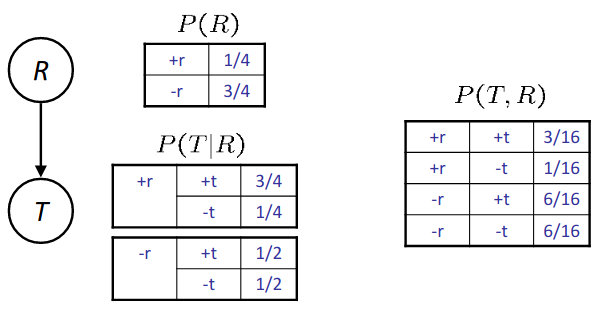 R
T
P(R)
+r 1/4
-r 3/4
P(T|R)
+r +t 3/4
-t 1/4
-r +t 1/2
-t 1/2
P(T, R)
+r +t 3/16
+r -t 1/16
-r +t 6/16
-r -t 6/16